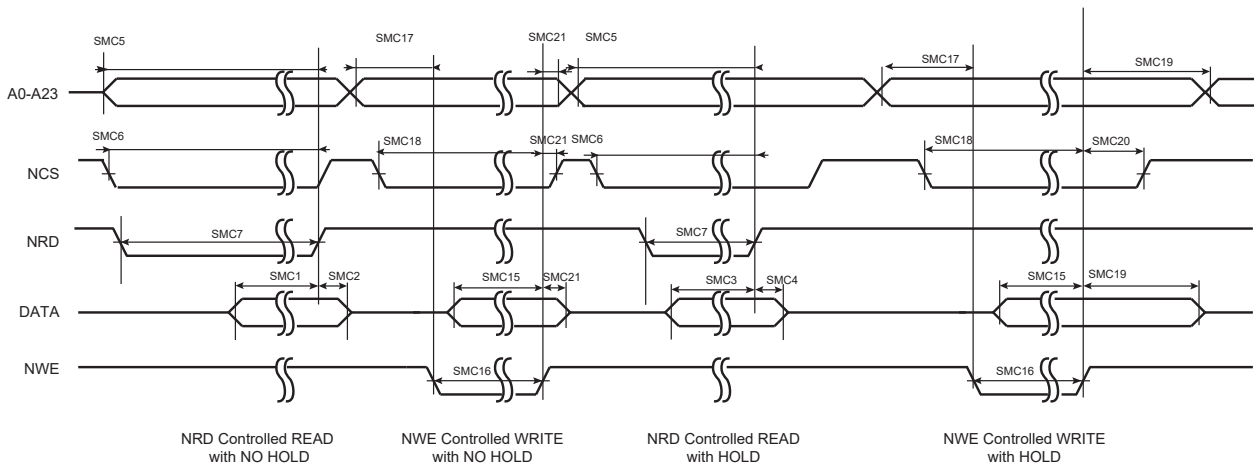 SMC5
SMC17
SMC21
SMC5
SMC17
SMC19
A0-A23
SMC6
SMC18
SMC21
SMC6
SMC18
SMC20
NCS
NRD
SMC7
SMC7
SMC1
SMC2
SMC15
SMC21
SMC3
SMC4
SMC15
SMC19
DATA
NWE
SMC16
SMC16
NRD Controlled READ
with NO HOLD
NWE Controlled WRITE
with NO HOLD
NRD Controlled READ
with HOLD
NWE Controlled WRITE
with HOLD